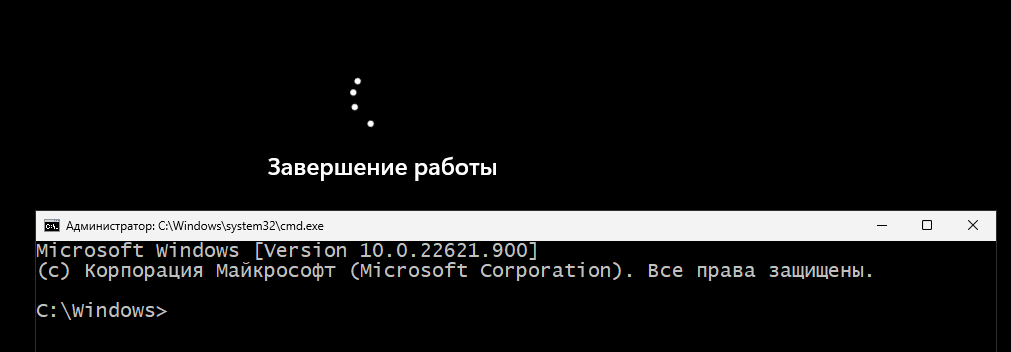 Завершение работы
Администратор: C:\Windows\system32\cmd.exe
Microsoft Windows [Version 10.0.22621.900]
(c) Корпорация Майкрософт (Microsoft Corporation). Все права защищены.
C:\Windows>